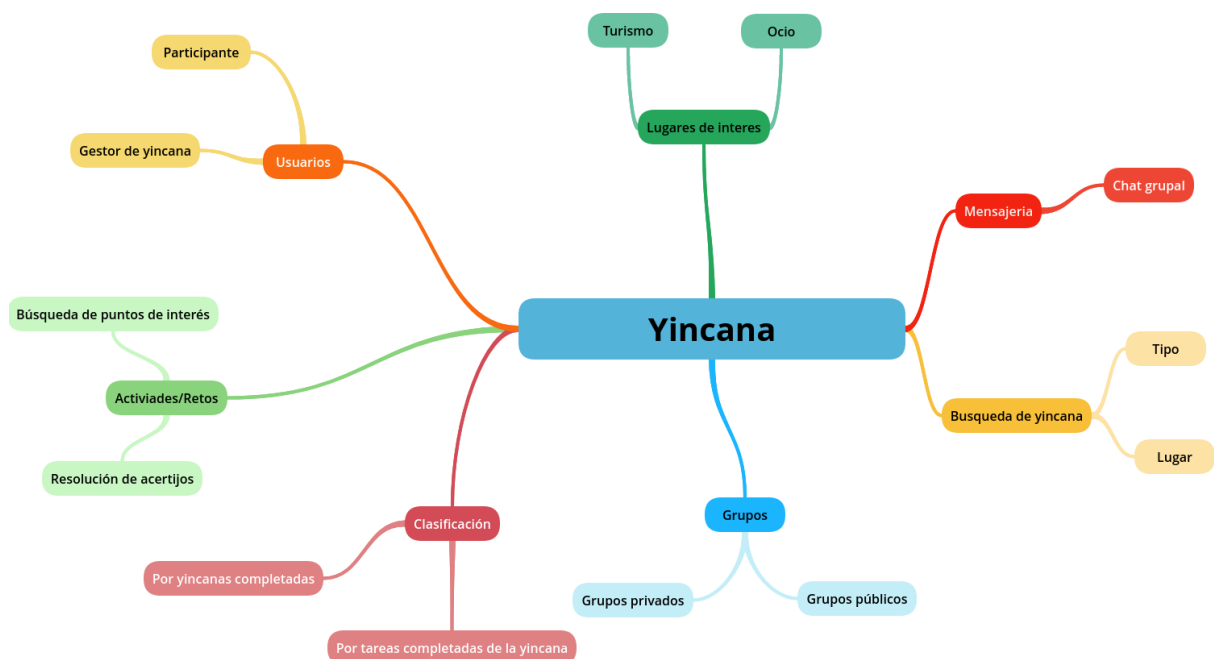 Turismo
Ocio
Participante
Lugares de interes
Gestor de yincana
Usuarios
Chat grupal
Mensajeria
Búsqueda de puntos de interés
Yincana
Tipo
Activiades/Retos
Busqueda de yincana
Lugar
Resolución de acertijos
Grupos
Clasificación
Por yincanas completadas
Grupos privados
Grupos públicos
Por tareas completadas de la yincana